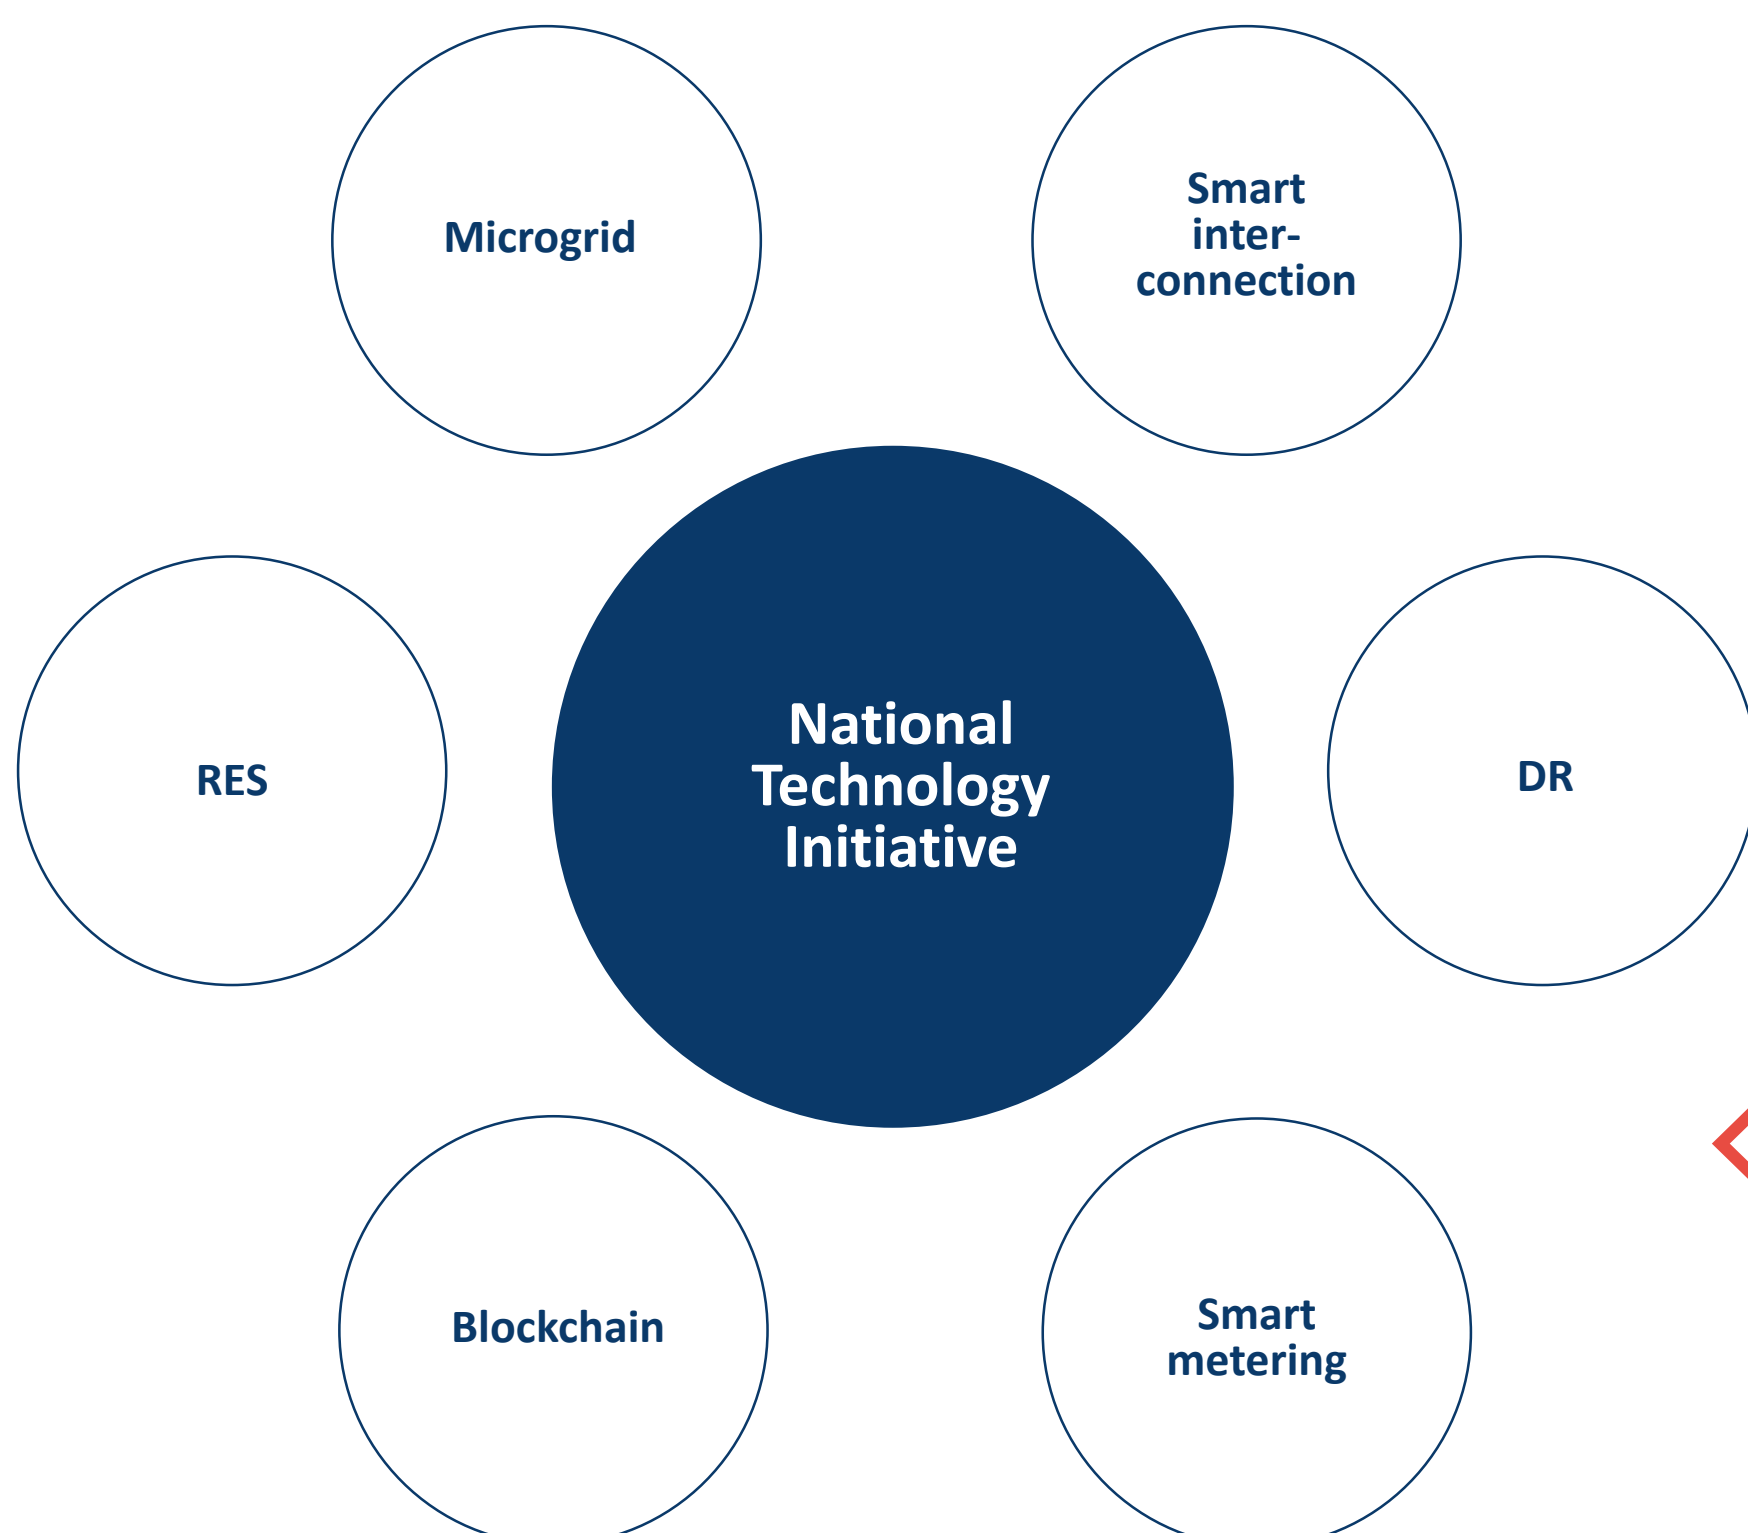 Microgrid
Smart
inter-
connection
RES
National
Technology
Initiative
DR
Blockchain
Smart
metering